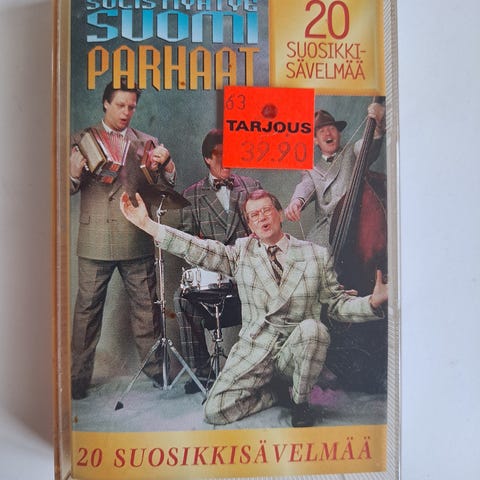 SOLISTIYHTYE
SUOMI
PARHAAT
20
SUOSIKKI-
SÄVELMÄÄ
63
TARJOUS
39.90
20 SUOSIKKISÄVELMÄÄ